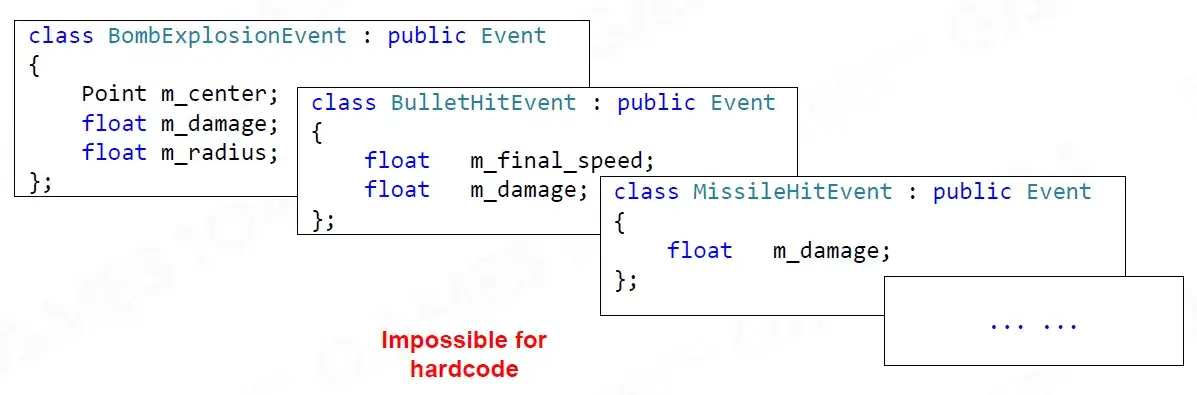 class BombExplosionEvent : public Event
{
    Point m_center;
    float m_damage;
    float m_radius;
};
class BulletHitEvent : public Event
{
    float   m_final_speed;
    float   m_damage;
};
class MissileHitEvent : public Event
{
    float   m_damage;
};
... ...
Impossible for
hardcode